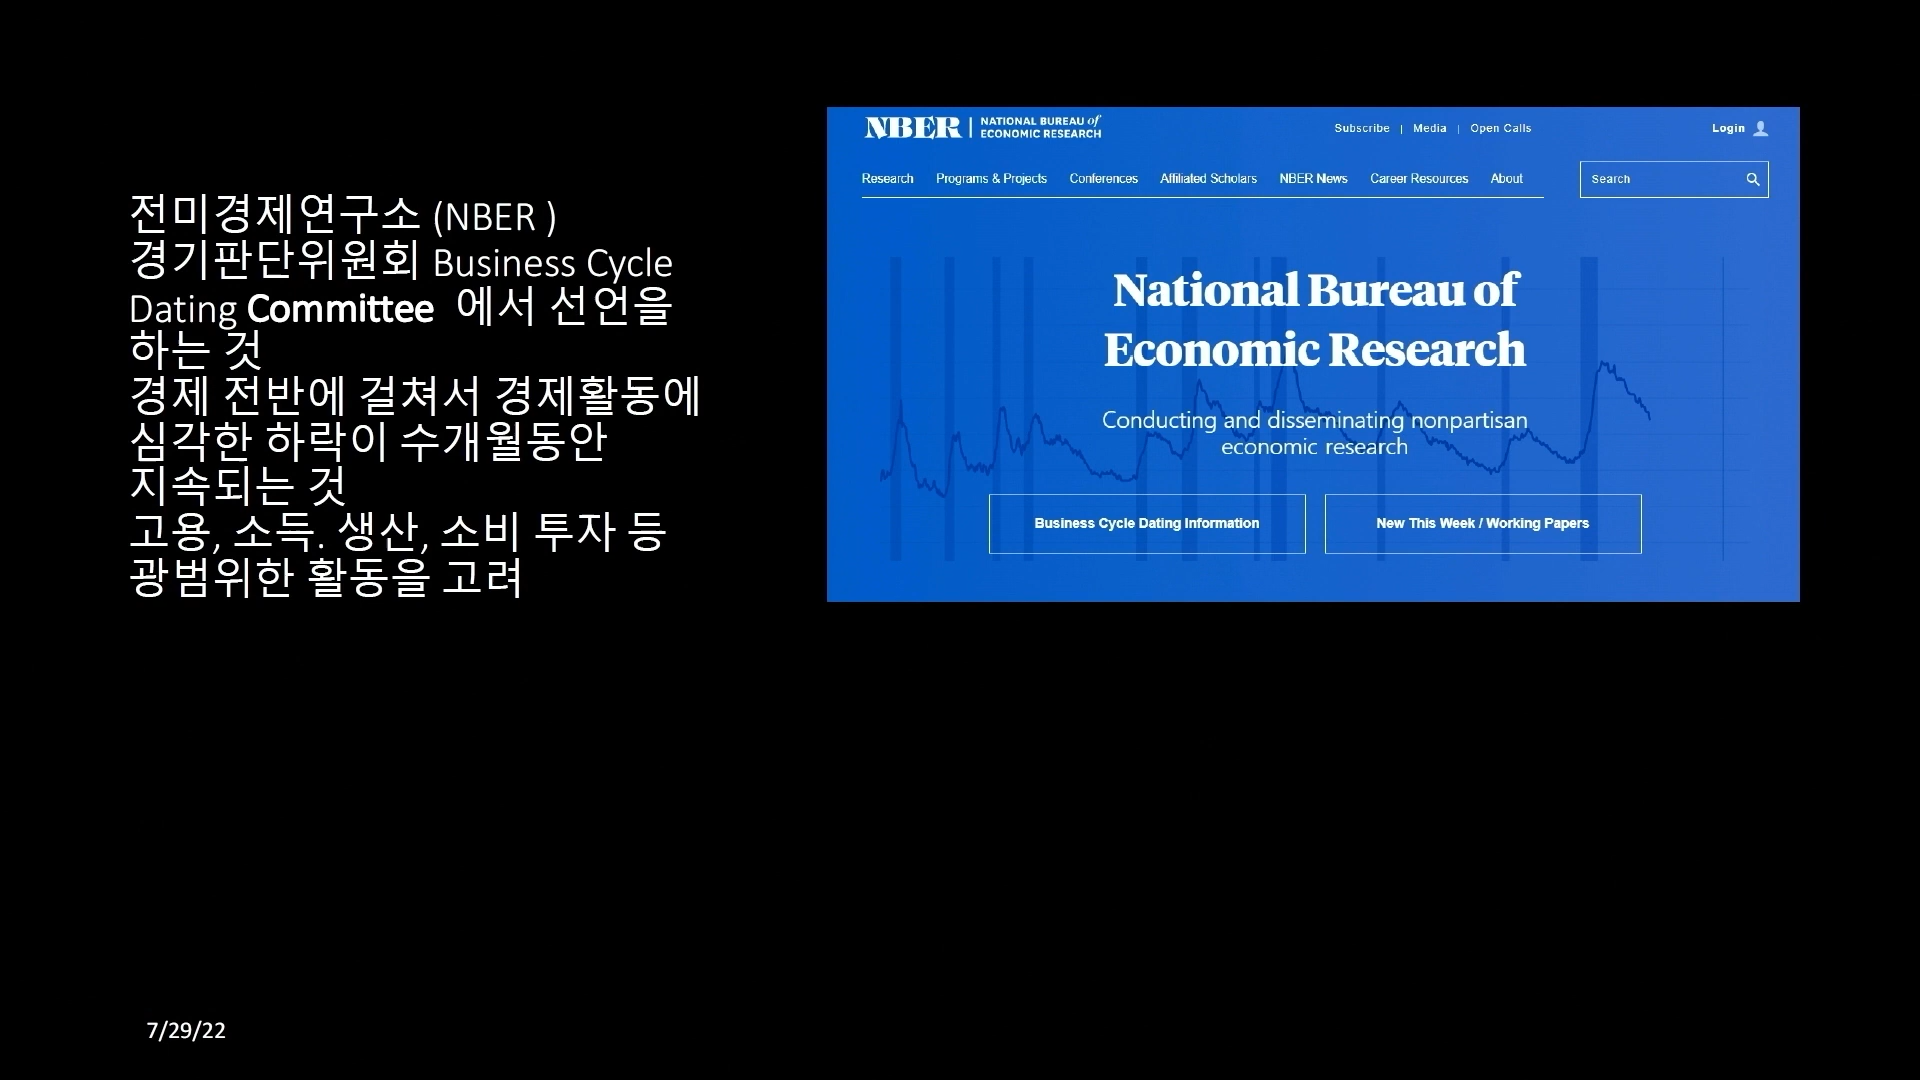 전미경제연구소 (NBER )
경기판단위원회 Business Cycle
Dating Committee 에서 선언을
하는 것
경제 전반에 걸쳐서 경제활동에
심각한 하락이 수개월동안
지속되는 것
고용, 소득. 생산, 소비 투자 등
광범위한 활동을 고려
NBER | NATIONAL BUREAU of
ECONOMIC RESEARCH
Subscribe | Media | Open Calls
Login
Research Programs & Projects Conferences Affiliated Scholars NBER News Career Resources About
Search
National Bureau of
Economic Research
Conducting and disseminating nonpartisan
economic research
Business Cycle Dating Information
New This Week / Working Papers
7/29/22